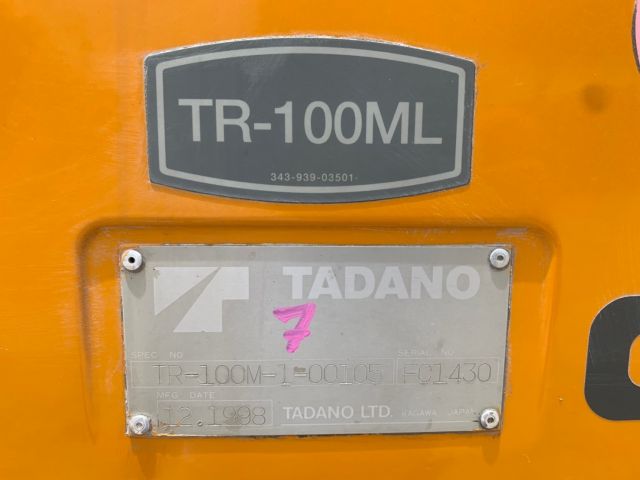 TR-100ML
343-939-03501-
TADANO
7
SPEC NO SERIAL NO
TR-100M-1-00105 FC1430
MFG DATE
12.1998 TADANO LTD. KAGAWA JAPAN